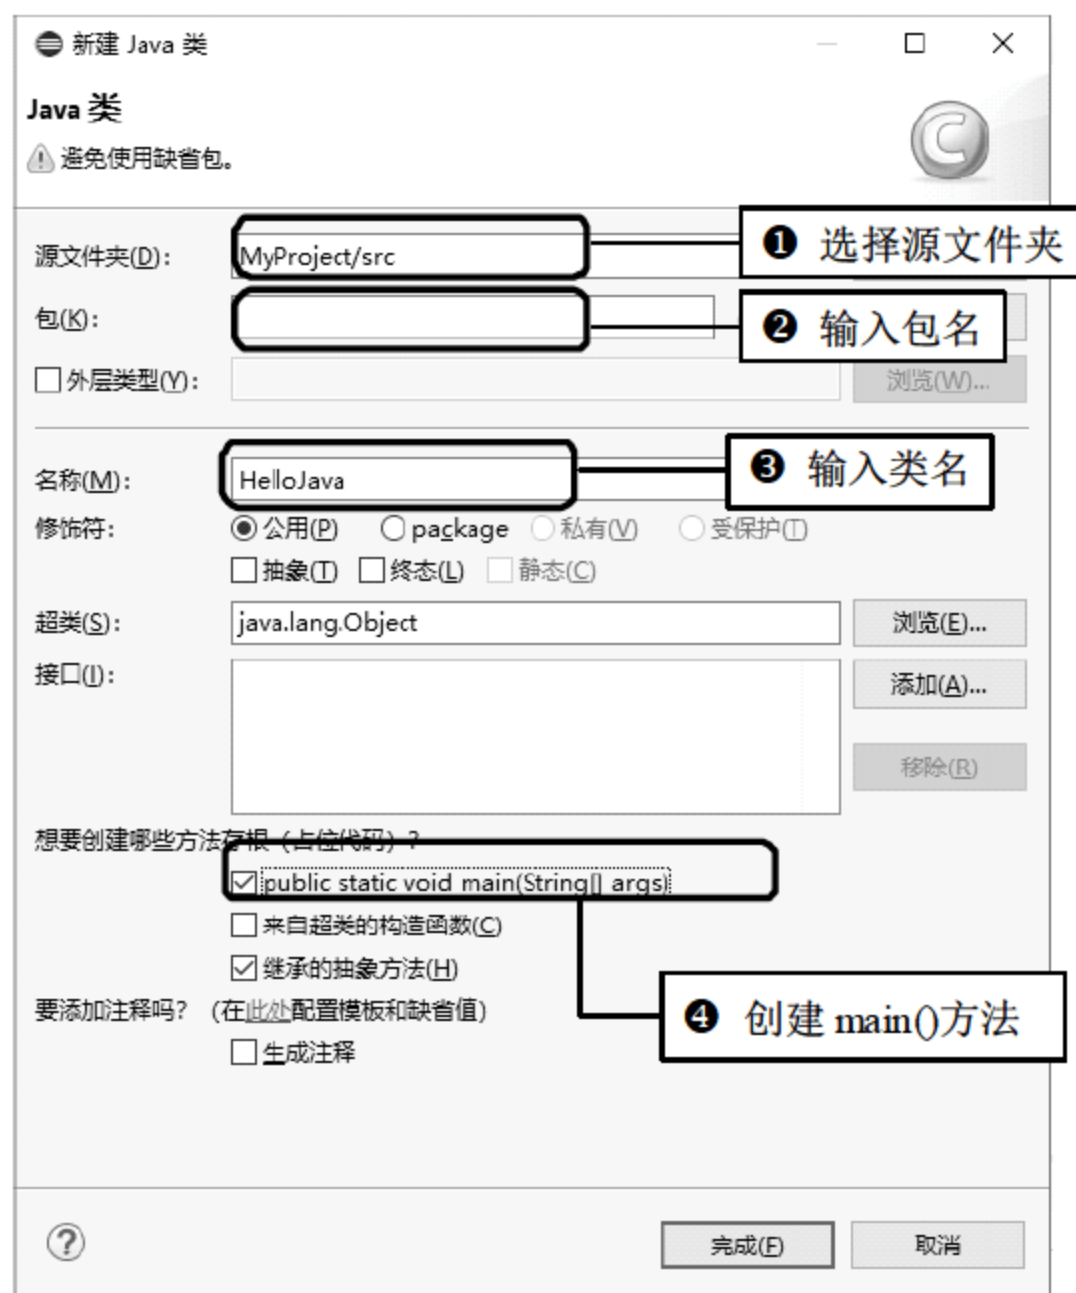 新建 Java 类
Java 类
避免使用缺省包。
源文件夹(D): MyProject/src ❶ 选择源文件夹
包(K): ❷ 输入包名
外层类型(Y): 浏览(W)...
名称(M): HelloJava ❸ 输入类名
修饰符: 公用(P) package 私有(V) 受保护(T)
抽象(T) 终态(L) 静态(C)
超类(S): java.lang.Object 浏览(E)...
接口(I): 添加(A)...
移除(R)
想要创建哪些方法存根（占位代码）?
public static void main(String[] args)
来自超类的构造函数(C)
继承的抽象方法(H)
要添加注释吗? (在此处配置模板和缺省值)
❹ 创建 main()方法
生成注释
完成(F) 取消